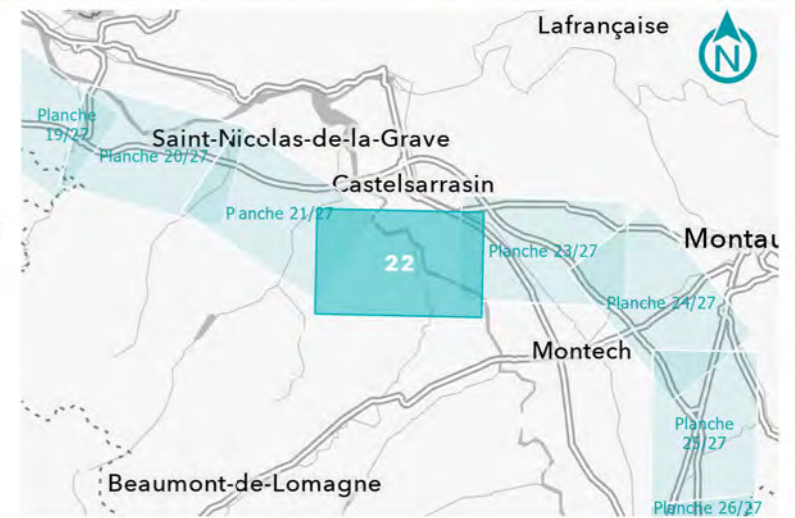 Lafrançaise
N
Planche
19/27
Saint-Nicolas-de-la-Grave
Planche 20/27
Castelsarrasin
Planche 21/27
Montau
Planche 23/27
22
Planche 24/27
Montech
Planche
25/27
Beaumont-de-Lomagne
Planche 26/27